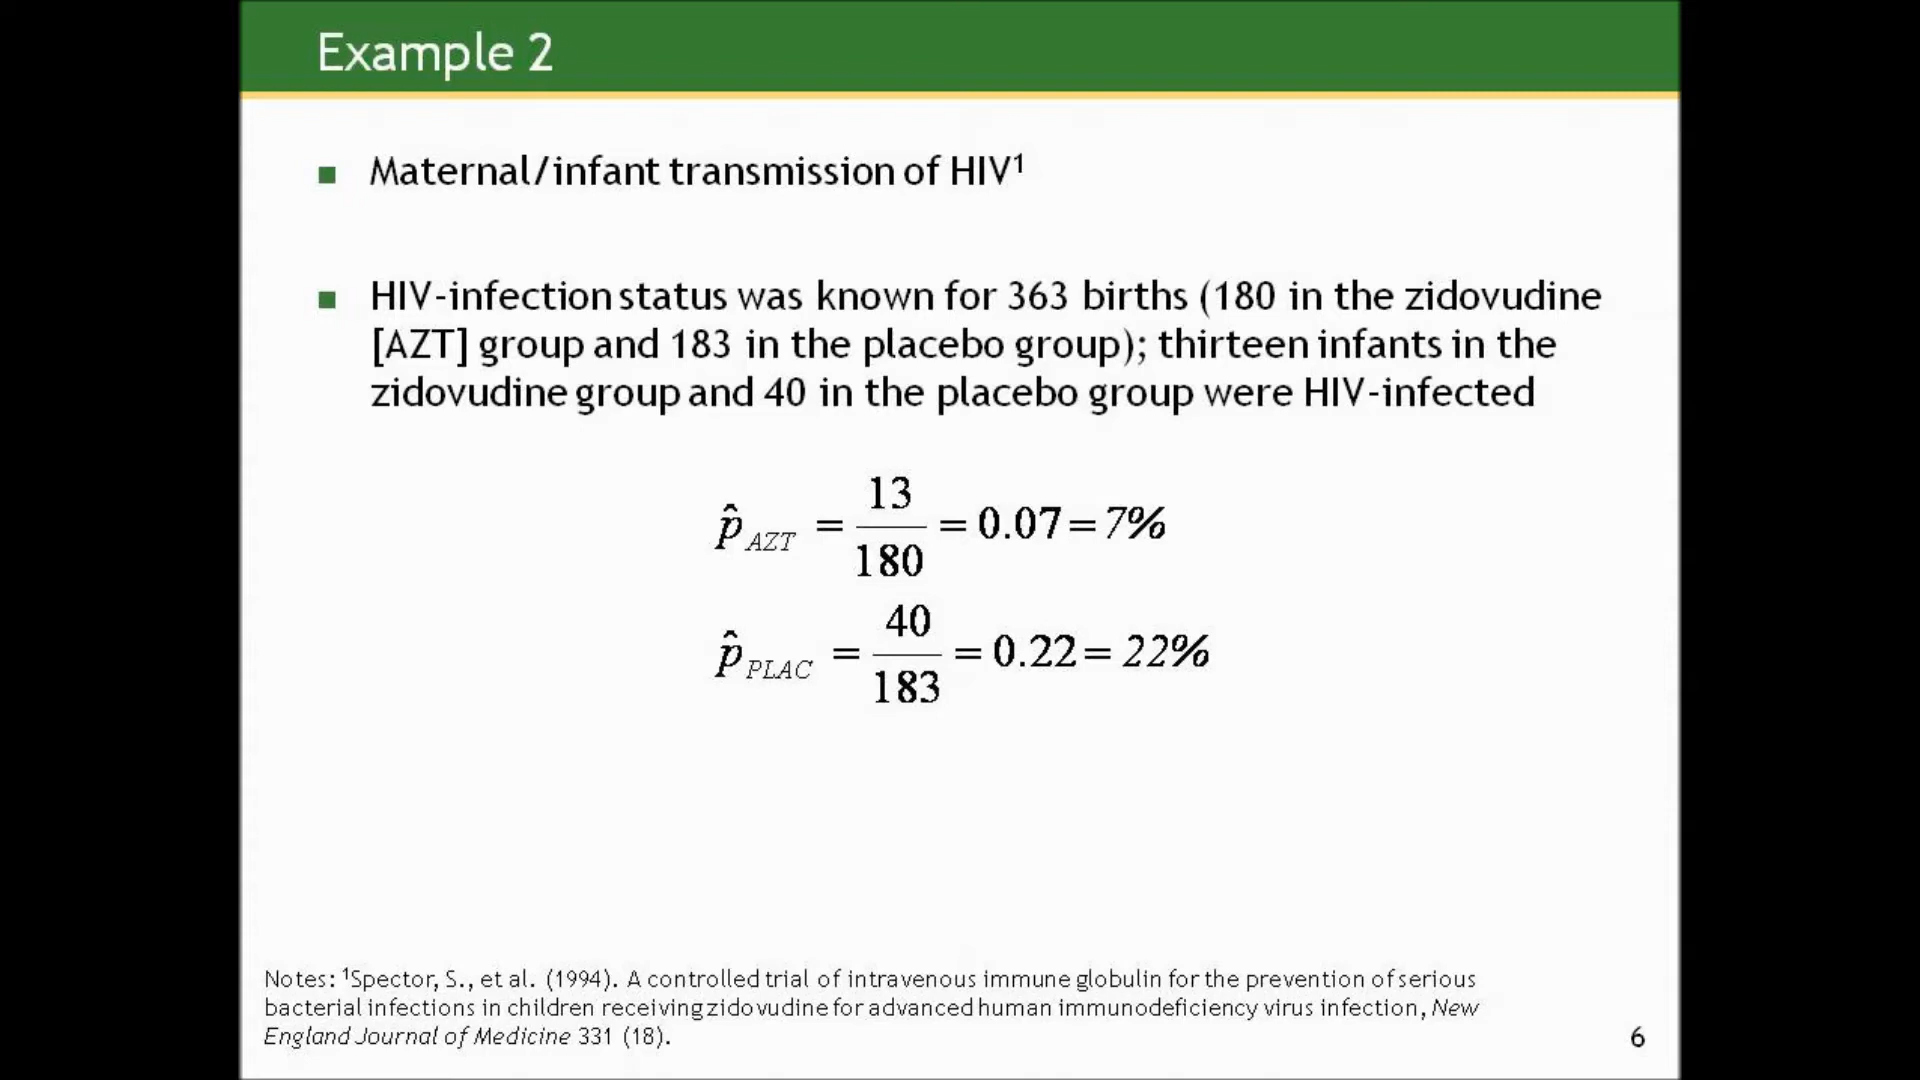 Example 2
Maternal/infant transmission of HIV¹
HIV-infection status was known for 363 births (180 in the zidovudine
[AZT] group and 183 in the placebo group); thirteen infants in the
zidovudine group and 40 in the placebo group were HIV-infected
p̂_AZT = 13/180 = 0.07 = 7%
p̂_PLAC = 40/183 = 0.22 = 22%
Notes: ¹Spector, S., et al. (1994). A controlled trial of intravenous immune globulin for the prevention of serious
bacterial infections in children receiving zidovudine for advanced human immunodeficiency virus infection, New
England Journal of Medicine 331 (18).
6